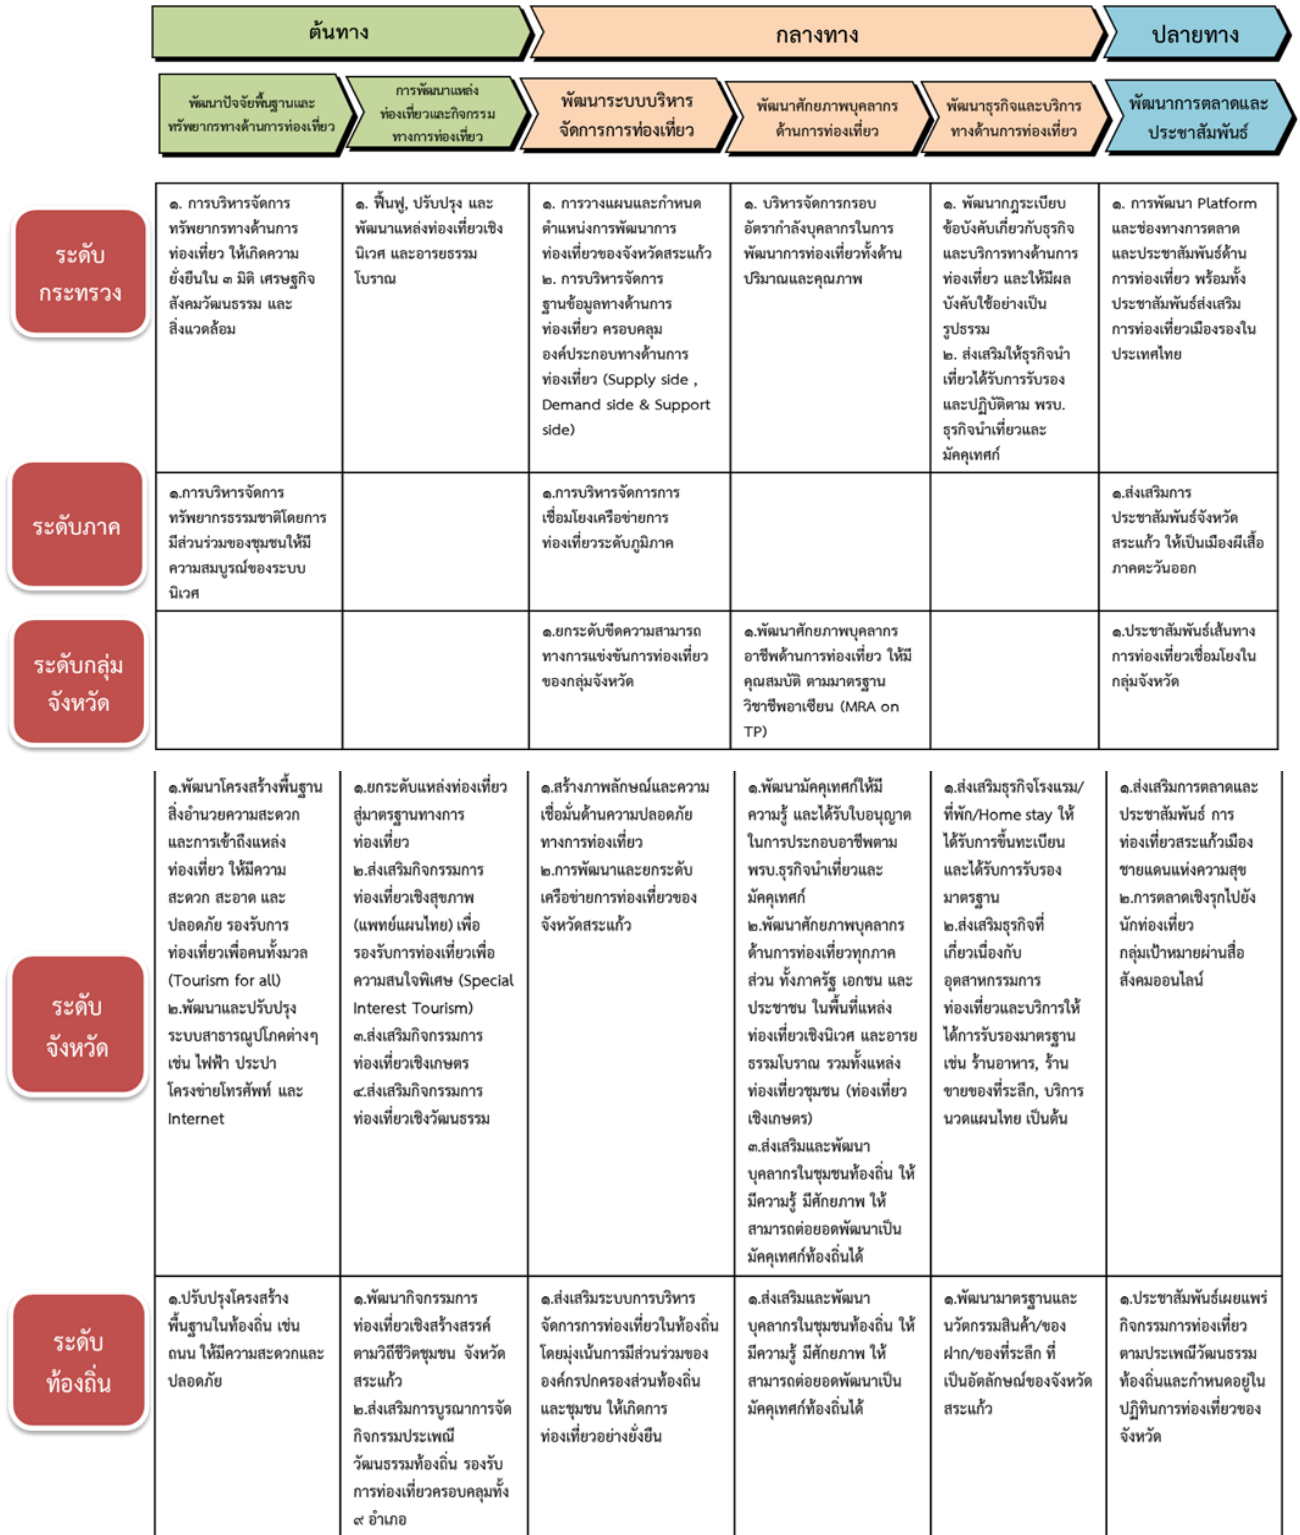 ต้นทาง
กลางทาง
ปลายทาง
พัฒนาปัจจัยพื้นฐานและ
ทรัพยากรทางด้านการท่องเที่ยว
การพัฒนาแหล่ง
ท่องเที่ยวและกิจกรรม
ทางการท่องเที่ยว
พัฒนาระบบบริหาร
จัดการการท่องเที่ยว
พัฒนาศักยภาพบุคลากร
ด้านการท่องเที่ยว
พัฒนาธุรกิจและบริการ
ทางด้านการท่องเที่ยว
พัฒนาการตลาดและ
ประชาสัมพันธ์
ระดับ
กระทรวง
๑. การบริหารจัดการ
ทรัพยากรทางด้านการ
ท่องเที่ยว ให้เกิดความ
ยั่งยืนใน ๓ มิติ เศรษฐกิจ
สังคมวัฒนธรรม และ
สิ่งแวดล้อม
๑. ฟื้นฟู, ปรับปรุง และ
พัฒนาแหล่งท่องเที่ยวเชิง
นิเวศ และอารยธรรม
โบราณ
๑. การวางแผนและกำหนด
ตำแหน่งการพัฒนาการ
ท่องเที่ยวของจังหวัดสระแก้ว
๒. การบริหารจัดการ
ฐานข้อมูลทางด้านการ
ท่องเที่ยว ครอบคลุม
องค์ประกอบทางด้านการ
ท่องเที่ยว (Supply side ,
Demand side & Support
side)
๑. บริหารจัดการกรอบ
อัตรากำลังบุคลากรในการ
พัฒนาการท่องเที่ยวทั้งด้าน
ปริมาณและคุณภาพ
๑. พัฒนากฎระเบียบ
ข้อบังคับเกี่ยวกับธุรกิจ
และบริการทางด้านการ
ท่องเที่ยว และให้มีผล
บังคับใช้อย่างเป็น
รูปธรรม
๒. ส่งเสริมให้ธุรกิจนำ
เที่ยวได้รับการรับรอง
และปฏิบัติตาม พรบ.
ธุรกิจนำเที่ยวและ
มัคคุเทศก์
๑. การพัฒนา Platform
และช่องทางการตลาด
และประชาสัมพันธ์ด้าน
การท่องเที่ยว พร้อมทั้ง
ประชาสัมพันธ์ส่งเสริม
การท่องเที่ยวเมืองรองใน
ประเทศไทย
ระดับภาค
๑.การบริหารจัดการ
ทรัพยากรธรรมชาติโดยการ
มีส่วนร่วมของชุมชนให้มี
ความสมบูรณ์ของระบบ
นิเวศ
๑.การบริหารจัดการการ
เชื่อมโยงเครือข่ายการ
ท่องเที่ยวระดับภูมิภาค
๑.ส่งเสริมการ
ประชาสัมพันธ์จังหวัด
สระแก้ว ให้เป็นเมืองผีเสื้อ
ภาคตะวันออก
ระดับกลุ่ม
จังหวัด
๑.ยกระดับขีดความสามารถ
ทางการแข่งขันการท่องเที่ยว
ของกลุ่มจังหวัด
๑.พัฒนาศักยภาพบุคลากร
อาชีพด้านการท่องเที่ยว ให้มี
คุณสมบัติ ตามมาตรฐาน
วิชาชีพอาเซียน (MRA on
TP)
๑.ประชาสัมพันธ์เส้นทาง
การท่องเที่ยวเชื่อมโยงใน
กลุ่มจังหวัด
ระดับ
จังหวัด
๑.พัฒนาโครงสร้างพื้นฐาน
สิ่งอำนวยความสะดวก
และการเข้าถึงแหล่ง
ท่องเที่ยว ให้มีความ
สะดวก สะอาด และ
ปลอดภัย รองรับการ
ท่องเที่ยวเพื่อคนทั้งมวล
(Tourism for all)
๒.พัฒนาและปรับปรุง
ระบบสาธารณูปโภคต่างๆ
เช่น ไฟฟ้า ประปา
โครงข่ายโทรศัพท์ และ
Internet
๑.ยกระดับแหล่งท่องเที่ยว
สู่มาตรฐานทางการ
ท่องเที่ยว
๒.ส่งเสริมกิจกรรมการ
ท่องเที่ยวเชิงสุขภาพ
(แพทย์แผนไทย) เพื่อ
รองรับการท่องเที่ยวเพื่อ
ความสนใจพิเศษ (Special
Interest Tourism)
๓.ส่งเสริมกิจกรรมการ
ท่องเที่ยวเชิงเกษตร
๔.ส่งเสริมกิจกรรมการ
ท่องเที่ยวเชิงวัฒนธรรม
๑.สร้างภาพลักษณ์และความ
เชื่อมั่นด้านความปลอดภัย
ทางการท่องเที่ยว
๒.การพัฒนาและยกระดับ
เครือข่ายการท่องเที่ยวของ
จังหวัดสระแก้ว
๑.พัฒนามัคคุเทศก์ให้มี
ความรู้ และได้รับใบอนุญาต
ในการประกอบอาชีพตาม
พรบ.ธุรกิจนำเที่ยวและ
มัคคุเทศก์
๒.พัฒนาศักยภาพบุคลากร
ด้านการท่องเที่ยวทุกภาค
ส่วน ทั้งภาครัฐ เอกชน และ
ประชาชน ในพื้นที่แหล่ง
ท่องเที่ยวเชิงนิเวศ และอารย
ธรรมโบราณ รวมทั้งแหล่ง
ท่องเที่ยวชุมชน (ท่องเที่ยว
เชิงเกษตร)
๓.ส่งเสริมและพัฒนา
บุคลากรในชุมชนท้องถิ่น ให้
มีความรู้ มีศักยภาพ ให้
สามารถต่อยอดพัฒนาเป็น
มัคคุเทศก์ท้องถิ่นได้
๑.ส่งเสริมธุรกิจโรงแรม/
ที่พัก/Home stay ให้
ได้รับการขึ้นทะเบียน
และได้รับการรับรอง
มาตรฐาน
๒.ส่งเสริมธุรกิจที่
เกี่ยวเนื่องกับ
อุตสาหกรรมการ
ท่องเที่ยวและบริการให้
ได้การรับรองมาตรฐาน
เช่น ร้านอาหาร, ร้าน
ขายของที่ระลึก, บริการ
นวดแผนไทย เป็นต้น
๑.ส่งเสริมการตลาดและ
ประชาสัมพันธ์ การ
ท่องเที่ยวสระแก้วเมือง
ชายแดนแห่งความสุข
๒.การตลาดเชิงรุกไปยัง
นักท่องเที่ยว
กลุ่มเป้าหมายผ่านสื่อ
สังคมออนไลน์
ระดับ
ท้องถิ่น
๑.ปรับปรุงโครงสร้าง
พื้นฐานในท้องถิ่น เช่น
ถนน ให้มีความสะดวกและ
ปลอดภัย
๑.พัฒนากิจกรรมการ
ท่องเที่ยวเชิงสร้างสรรค์
ตามวิถีชีวิตชุมชน จังหวัด
สระแก้ว
๒.ส่งเสริมการบูรณาการจัด
กิจกรรมประเพณี
วัฒนธรรมท้องถิ่น รองรับ
การท่องเที่ยวครอบคลุมทั้ง
๙ อำเภอ
๑.ส่งเสริมระบบการบริหาร
จัดการการท่องเที่ยวในท้องถิ่น
โดยมุ่งเน้นการมีส่วนร่วมของ
องค์กรปกครองส่วนท้องถิ่น
และชุมชน ให้เกิดการ
ท่องเที่ยวอย่างยั่งยืน
๑.ส่งเสริมและพัฒนา
บุคลากรในชุมชนท้องถิ่น ให้
มีความรู้ มีศักยภาพ ให้
สามารถต่อยอดพัฒนาเป็น
มัคคุเทศก์ท้องถิ่นได้
๑.พัฒนามาตรฐานและ
นวัตกรรมสินค้า/ของ
ฝาก/ของที่ระลึก ที่
เป็นอัตลักษณ์ของจังหวัด
สระแก้ว
๑.ประชาสัมพันธ์เผยแพร่
กิจกรรมการท่องเที่ยว
ตามประเพณีวัฒนธรรม
ท้องถิ่นและกำหนดอยู่ใน
ปฏิทินการท่องเที่ยวของ
จังหวัด